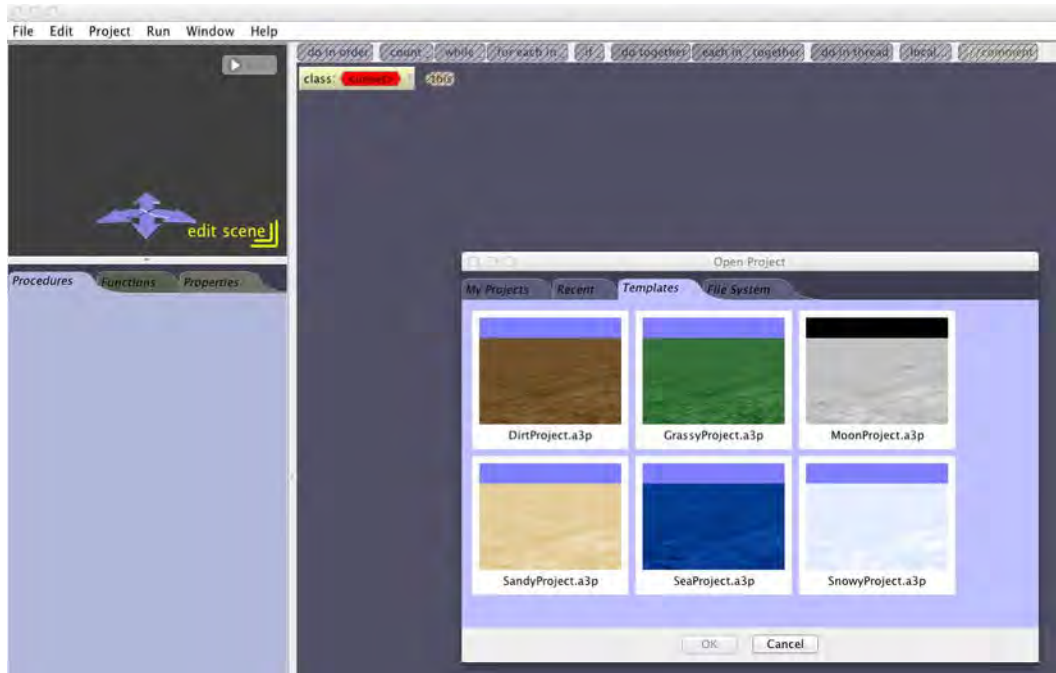 File Edit Project Run Window Help
do in order count while for each in if do together each in together do in thread local //comment
class: <unset>
edit scene
Procedures Functions Properties
Open Project
My Projects Recent Templates File System
DirtProject.a3p GrassyProject.a3p MoonProject.a3p
SandyProject.a3p SeaProject.a3p SnowyProject.a3p
OK Cancel